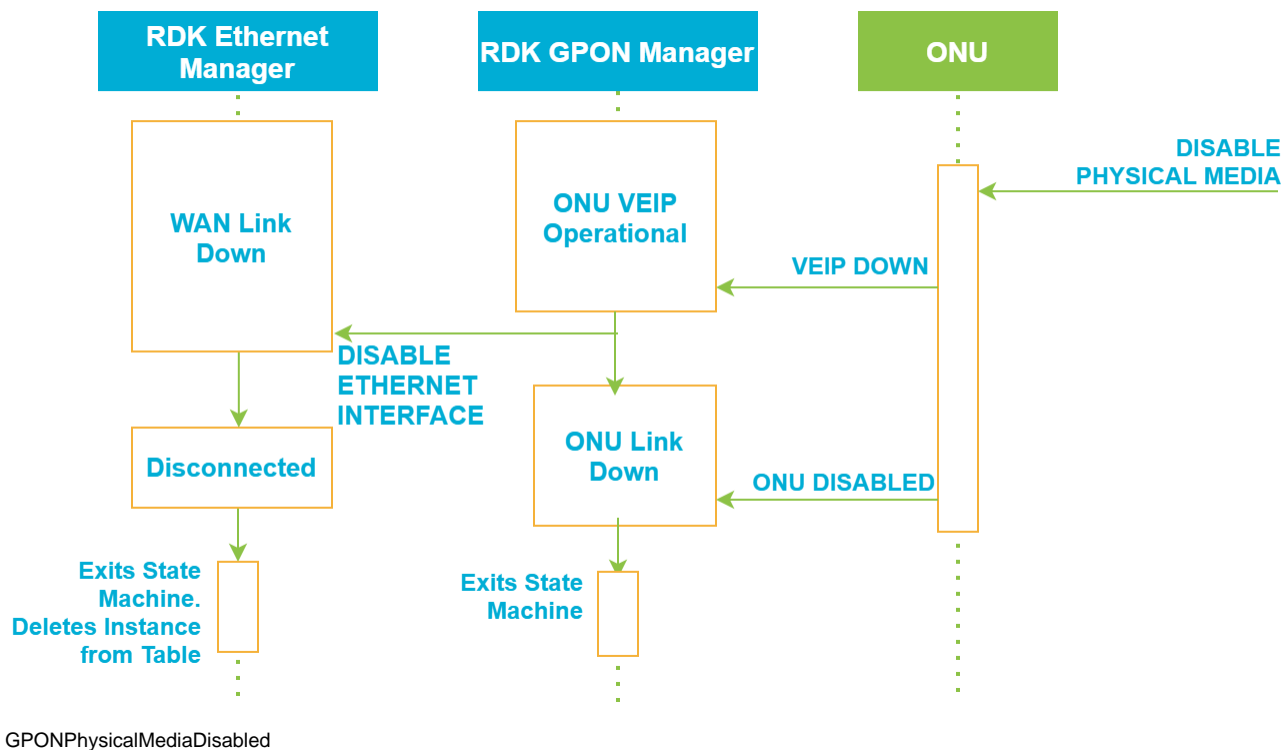 RDK Ethernet
Manager
RDK GPON Manager
ONU
DISABLE
PHYSICAL MEDIA
WAN Link
Down
ONU VEIP
Operational
VEIP DOWN
DISABLE
ETHERNET
INTERFACE
Disconnected
ONU Link
Down
ONU DISABLED
Exits State
Machine.
Deletes Instance
from Table
Exits State
Machine
GPONPhysicalMediaDisabled